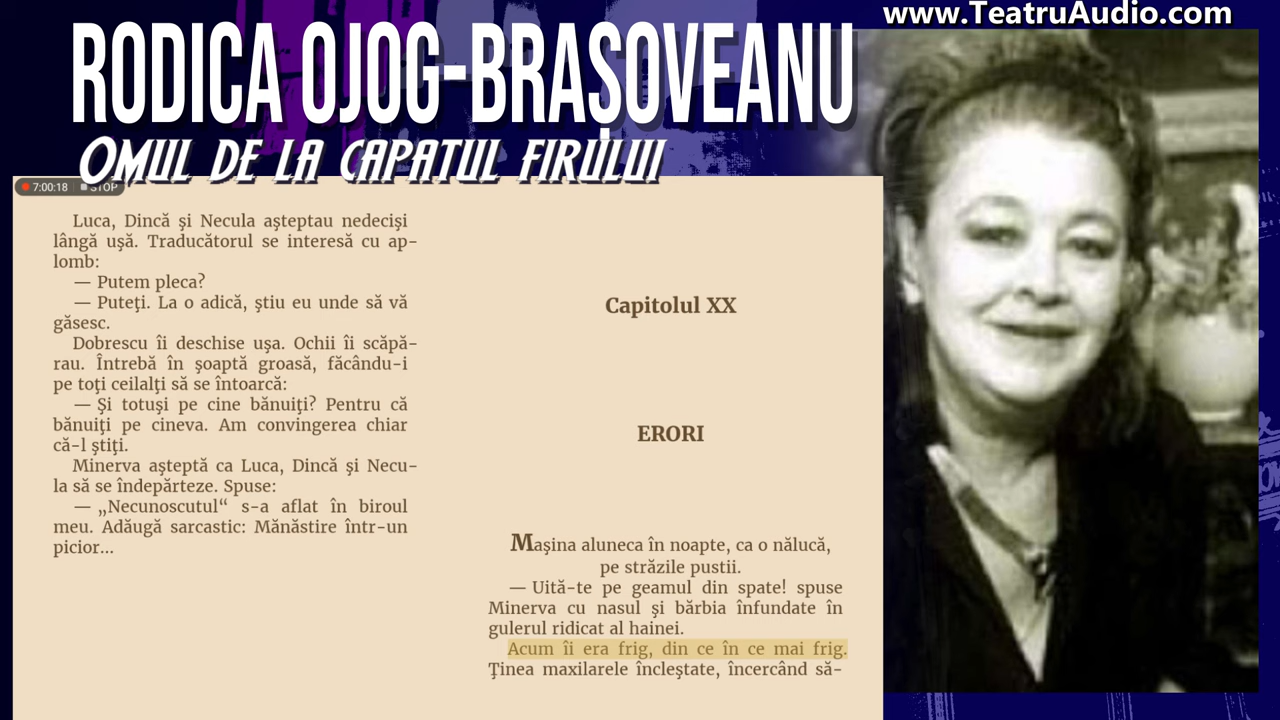 www.TeatruAudio.com
RODICA OJOG-BRAȘOVEANU
OMUL DE LA CAPATUL FIRULUI
7:00:18 STOP
Luca, Dincă şi Necula aşteptau nedecişi
lângă uşă. Traducătorul se interesă cu ap-
lomb:
— Putem pleca?
— Puteţi. La o adică, ştiu eu unde să vă
găsesc.
Dobrescu îi deschise uşa. Ochii îi scăpă-
rau. Întrebă în şoaptă groasă, făcându-i
pe toţi ceilalţi să se întoarcă:
— Şi totuşi pe cine bănuiţi? Pentru că
bănuiţi pe cineva. Am convingerea chiar
că-l ştiţi.
Minerva aşteptă ca Luca, Dincă şi Necu-
la să se îndepărteze. Spuse:
— „Necunoscutul“ s-a aflat în biroul
meu. Adăugă sarcastic: Mănăstire într-un
picior...
Capitolul XX
ERORI
Maşina aluneca în noapte, ca o nălucă,
pe străzile pustii.
— Uită-te pe geamul din spate! spuse
Minerva cu nasul şi bărbia înfundate în
gulerul ridicat al hainei.
Acum îi era frig, din ce în ce mai frig.
Ţinea maxilarele încleştate, încercând să-